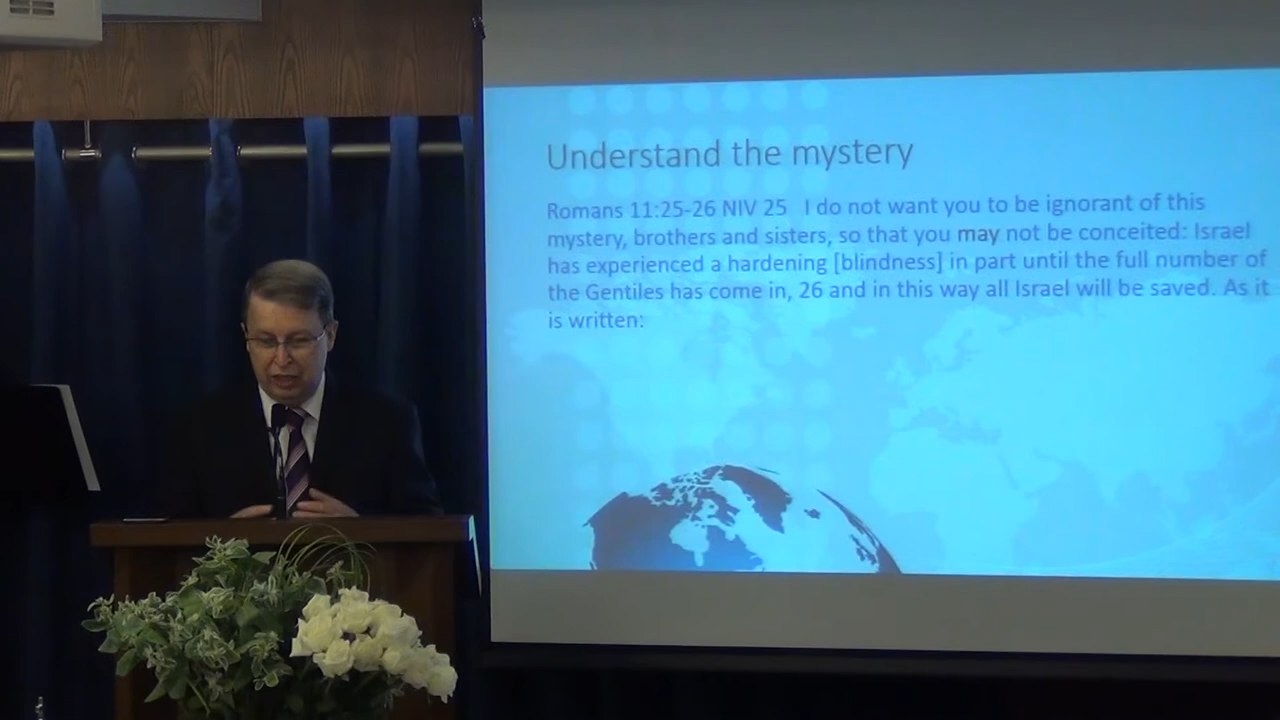 Understand the mystery
Romans 11:25-26 NIV 25 I do not want you to be ignorant of this
mystery, brothers and sisters, so that you may not be conceited: Israel
has experienced a hardening [blindness] in part until the full number of
the Gentiles has come in, 26 and in this way all Israel will be saved. As it
is written: